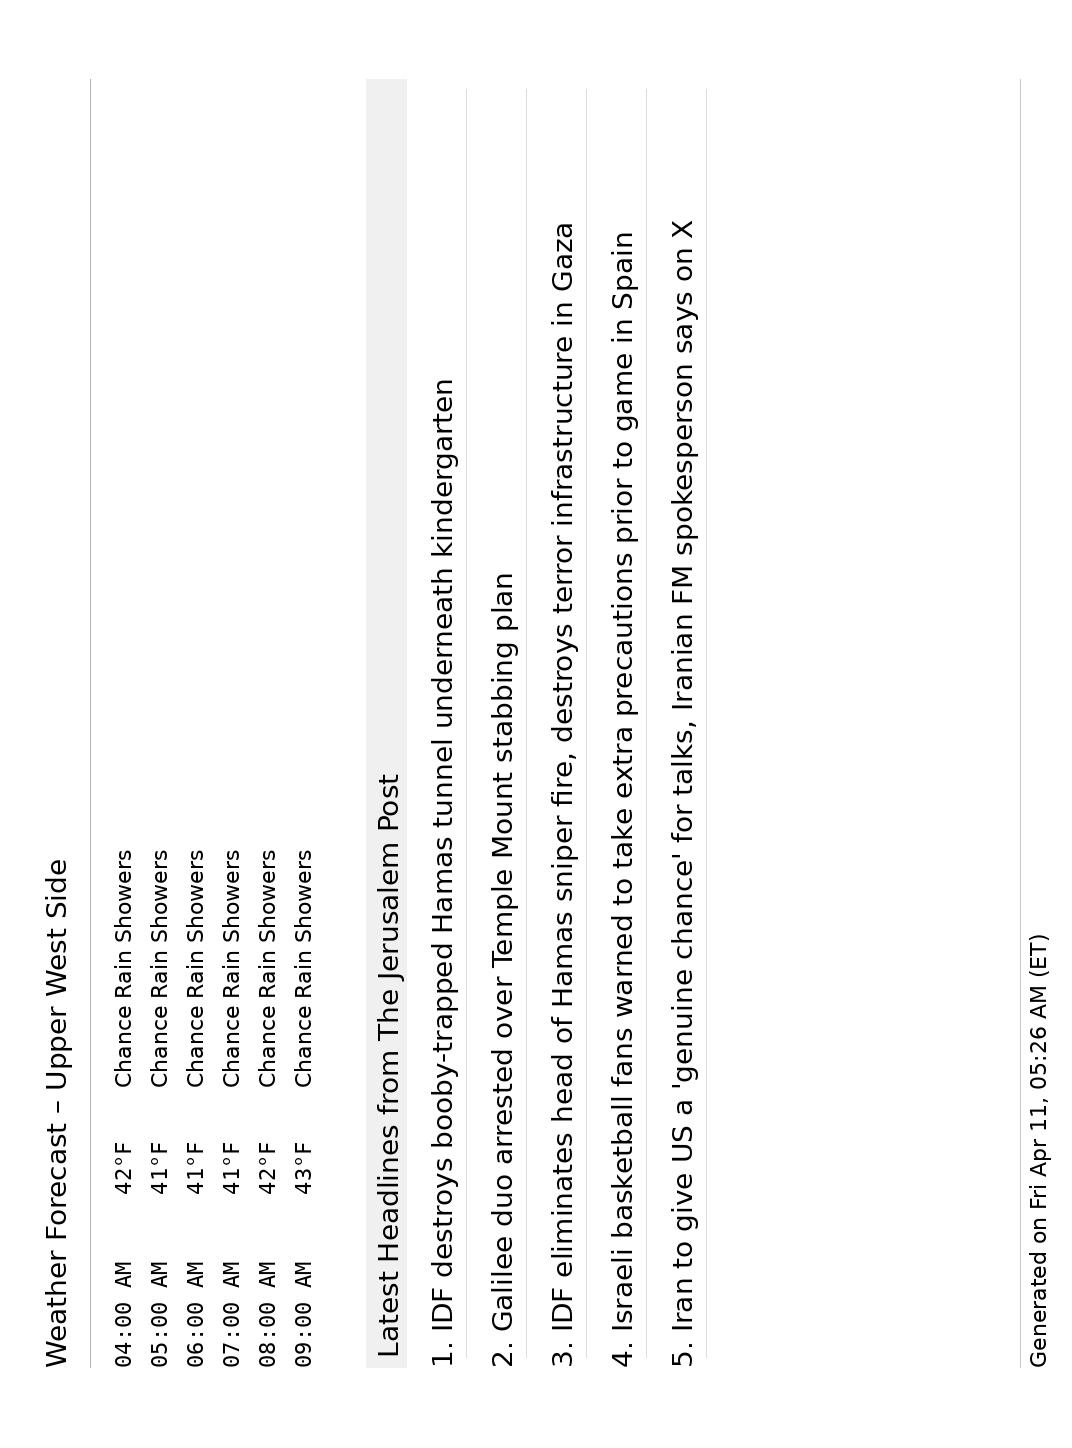 Weather Forecast – Upper West Side
04:00 AM 42°F Chance Rain Showers
05:00 AM 41°F Chance Rain Showers
06:00 AM 41°F Chance Rain Showers
07:00 AM 41°F Chance Rain Showers
08:00 AM 42°F Chance Rain Showers
09:00 AM 43°F Chance Rain Showers
Latest Headlines from The Jerusalem Post
1. IDF destroys booby-trapped Hamas tunnel underneath kindergarten
2. Galilee duo arrested over Temple Mount stabbing plan
3. IDF eliminates head of Hamas sniper fire, destroys terror infrastructure in Gaza
4. Israeli basketball fans warned to take extra precautions prior to game in Spain
5. Iran to give US a 'genuine chance' for talks, Iranian FM spokesperson says on X
Generated on Fri Apr 11, 05:26 AM (ET)